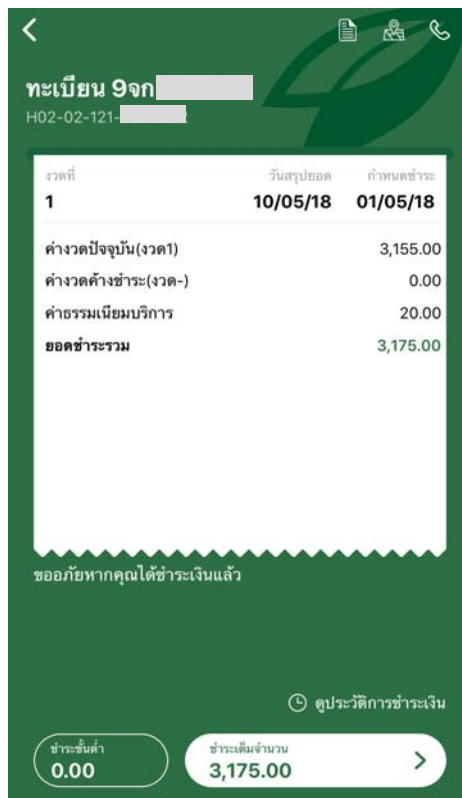 ทะเบียน 9จก
H02-02-121-
งวดที่ วันสรุปยอด กำหนดชำระ
1 10/05/18 01/05/18
ค่างวดปัจจุบัน(งวด1) 3,155.00
ค่างวดค้างชำระ(งวด-) 0.00
ค่าธรรมเนียมบริการ 20.00
ยอดชำระรวม 3,175.00
ขออภัยหากคุณได้ชำระเงินแล้ว
ดูประวัติการชำระเงิน
ชำระขั้นต่ำ ชำระเต็มจำนวน
0.00 3,175.00